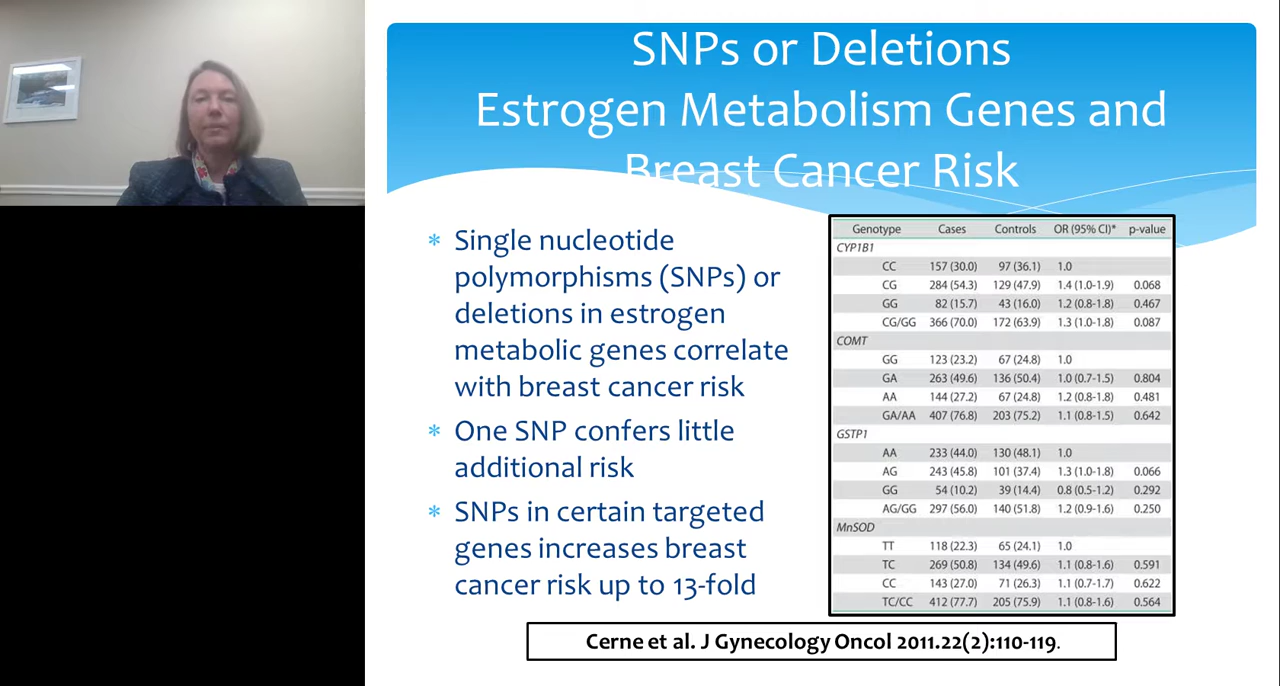 SNPs or Deletions
Estrogen Metabolism Genes and
Breast Cancer Risk
* Single nucleotide
polymorphisms (SNPs) or
deletions in estrogen
metabolic genes correlate
with breast cancer risk
* One SNP confers little
additional risk
* SNPs in certain targeted
genes increases breast
cancer risk up to 13-fold
Genotype Cases Controls OR (95% CI)* p-value
CYP1B1
CC 157 (30.0) 97 (36.1) 1.0
CG 284 (54.3) 129 (47.9) 1.4 (1.0-1.9) 0.068
GG 82 (15.7) 43 (16.0) 1.2 (0.8-1.8) 0.467
CG/GG 366 (70.0) 172 (63.9) 1.3 (1.0-1.8) 0.087
COMT
GG 123 (23.2) 67 (24.8) 1.0
GA 263 (49.6) 136 (50.4) 1.0 (0.7-1.5) 0.804
AA 144 (27.2) 67 (24.8) 1.2 (0.8-1.8) 0.481
GA/AA 407 (76.8) 203 (75.2) 1.1 (0.8-1.5) 0.642
GSTP1
AA 233 (44.0) 130 (48.1) 1.0
AG 243 (45.8) 101 (37.4) 1.3 (1.0-1.8) 0.066
GG 54 (10.2) 39 (14.4) 0.8 (0.5-1.2) 0.292
AG/GG 297 (56.0) 140 (51.8) 1.2 (0.9-1.6) 0.250
MnSOD
TT 118 (22.3) 65 (24.1) 1.0
TC 269 (50.8) 134 (49.6) 1.1 (0.8-1.6) 0.591
CC 143 (27.0) 71 (26.3) 1.1 (0.7-1.7) 0.622
TC/CC 412 (77.7) 205 (75.9) 1.1 (0.8-1.6) 0.564
Cerne et al. J Gynecology Oncol 2011.22(2):110-119.